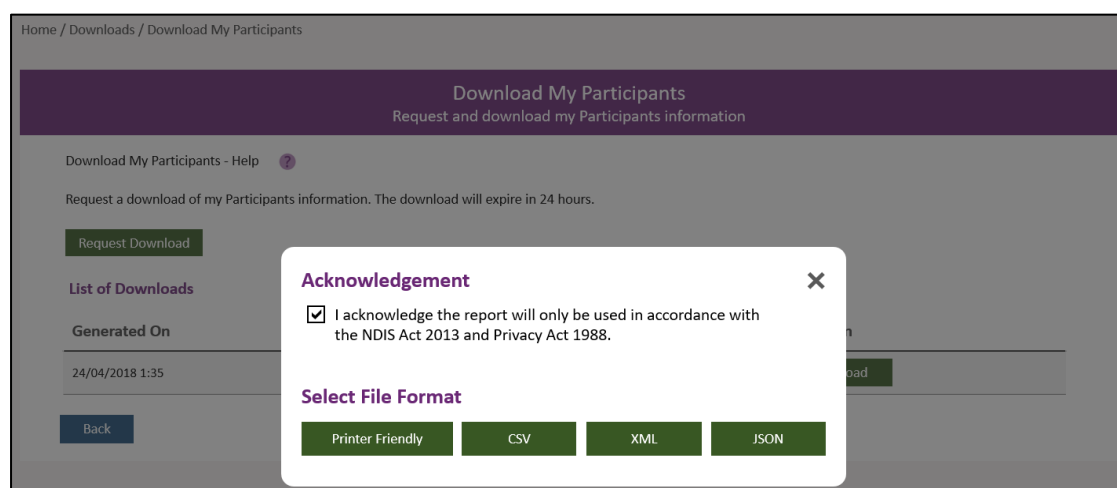 Home / Downloads / Download My Participants
Download My Participants
Request and download my Participants information
Download My Participants - Help ?
Request a download of my Participants information. The download will expire in 24 hours.
Request Download
List of Downloads
Generated On
24/04/2018 1:35
Back
Acknowledgement
I acknowledge the report will only be used in accordance with
the NDIS Act 2013 and Privacy Act 1988.
Select File Format
Printer Friendly CSV XML JSON